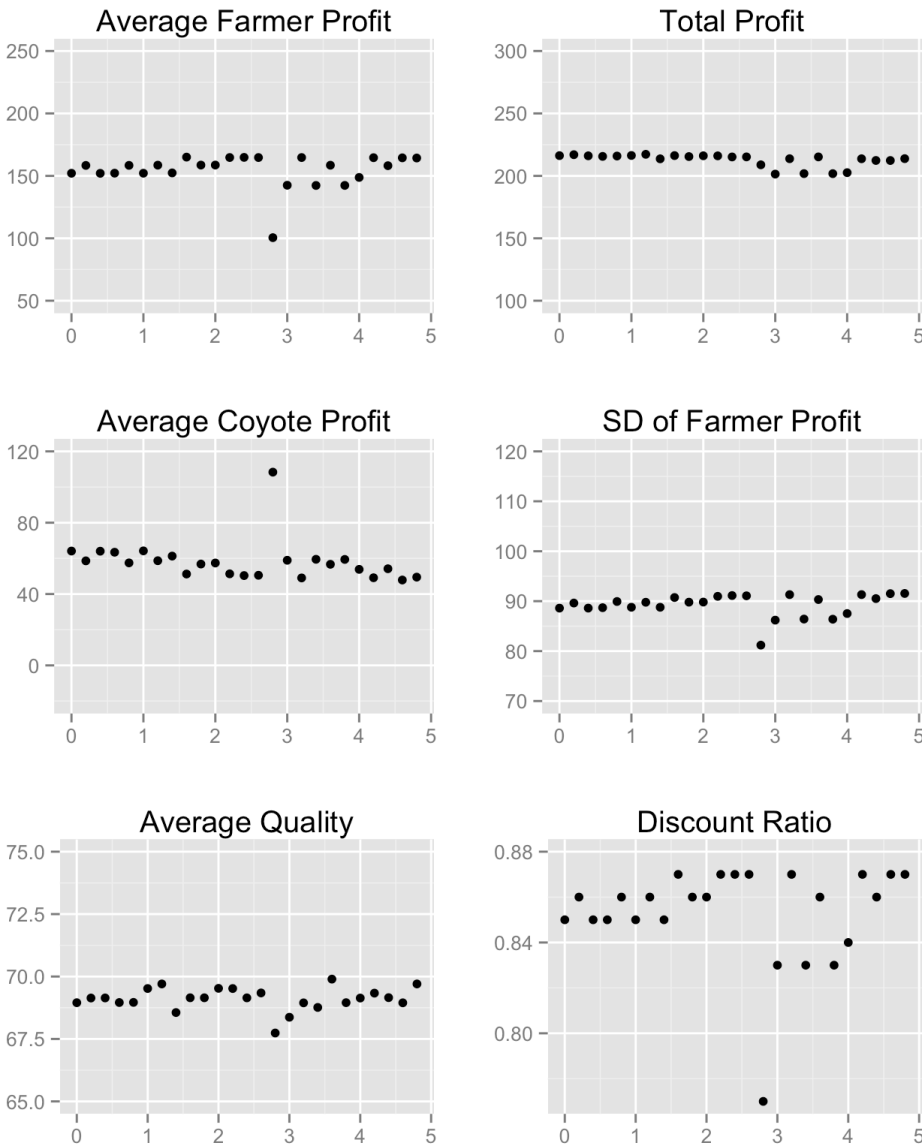 Average Farmer Profit
250
200
150
100
50
0 1 2 3 4 5
Total Profit
300
250
200
150
100
0 1 2 3 4 5
Average Coyote Profit
120
80
40
0
0 1 2 3 4 5
SD of Farmer Profit
120
110
100
90
80
70
0 1 2 3 4 5
Average Quality
75.0
72.5
70.0
67.5
65.0
0 1 2 3 4 5
Discount Ratio
0.88
0.84
0.80
0 1 2 3 4 5